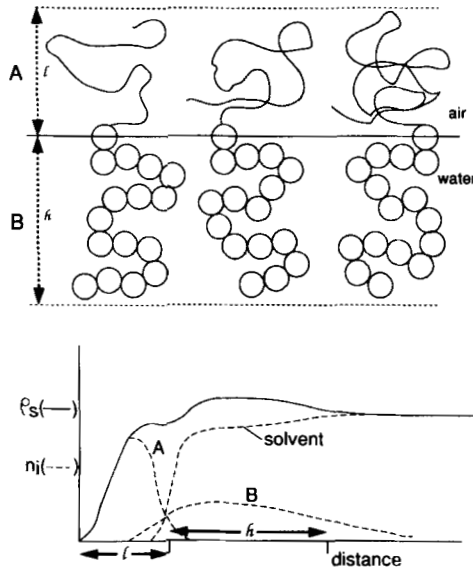 A
ℓ
air
water
B
h
ρs(—)
A
solvent
ni(---)
B
h
ℓ
distance